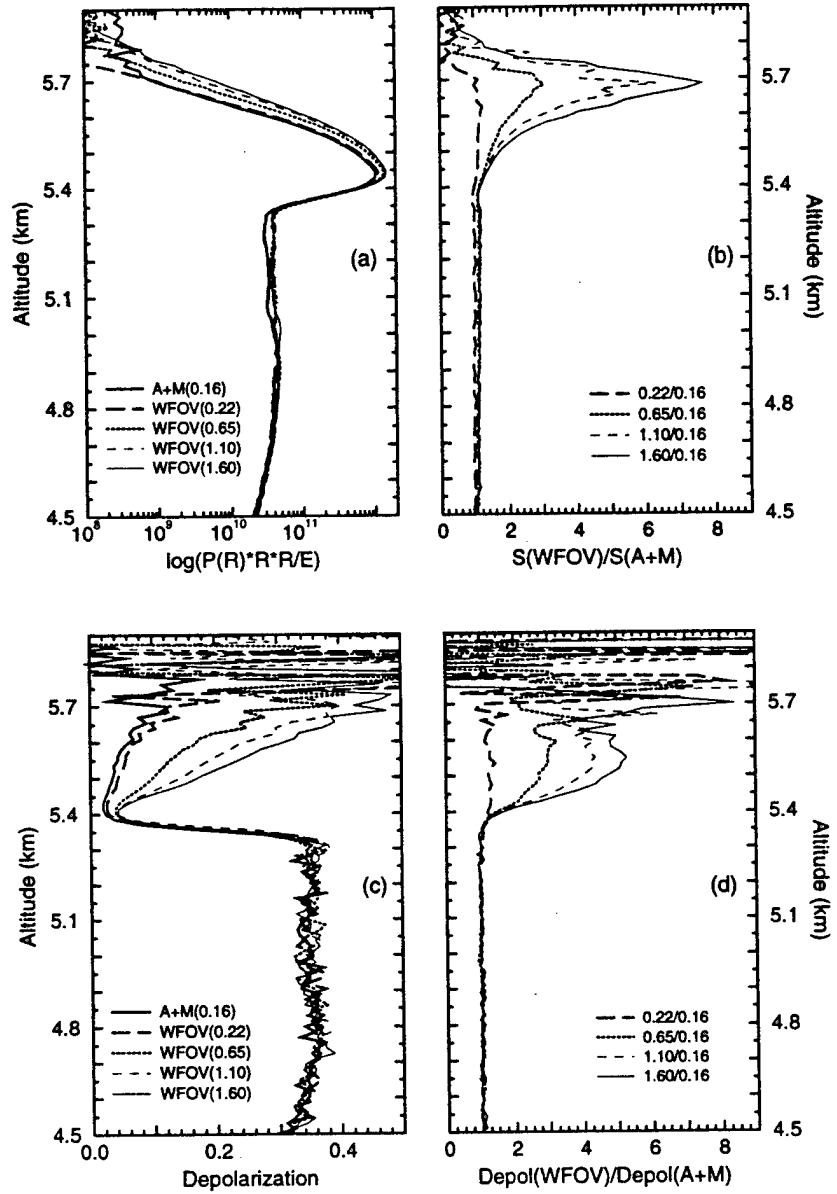 5.7
5.4
5.1
4.8
4.5
Altitude (km)
(a)
A+M(0.16)
WFOV(0.22)
WFOV(0.65)
WFOV(1.10)
WFOV(1.60)
10^8
10^9
10^10
10^11
log(P(R)*R*R/E)
5.7
5.4
5.1
4.8
4.5
Altitude (km)
(b)
0.22/0.16
0.65/0.16
1.10/0.16
1.60/0.16
0
2
4
6
8
S(WFOV)/S(A+M)
5.7
5.4
5.1
4.8
4.5
Altitude (km)
(c)
A+M(0.16)
WFOV(0.22)
WFOV(0.65)
WFOV(1.10)
WFOV(1.60)
0.0
0.2
0.4
Depolarization
5.7
5.4
5.1
4.8
4.5
Altitude (km)
(d)
0.22/0.16
0.65/0.16
1.10/0.16
1.60/0.16
0
2
4
6
8
Depol(WFOV)/Depol(A+M)